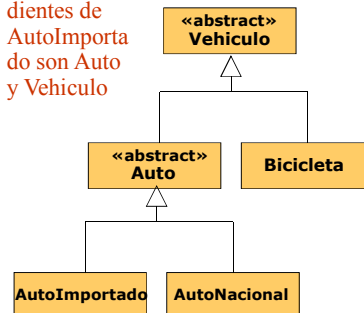 dientes de
AutoImporta
do son Auto
y Vehiculo
«abstract»
Vehiculo
«abstract»
Auto
Bicicleta
AutoImportado
AutoNacional